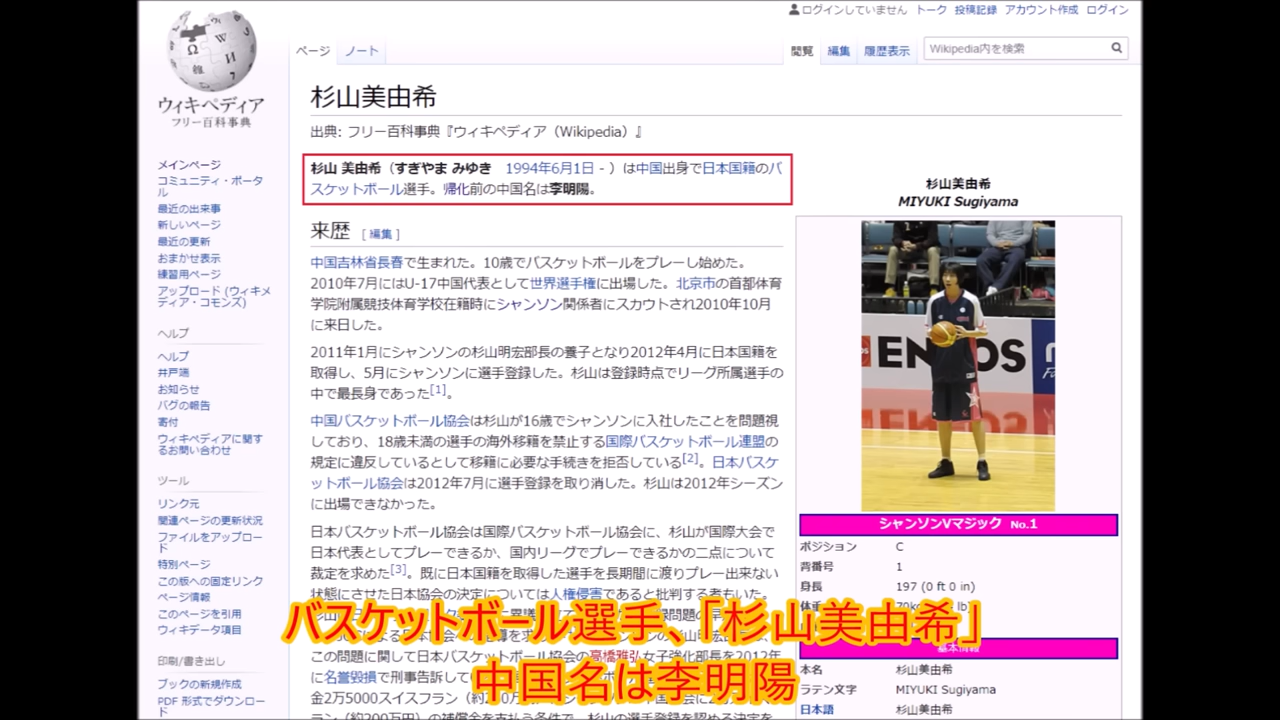 ログインしていません トーク 投稿記録 アカウント作成 ログイン
ページ ノート 閲覧 編集 履歴表示 Wikipedia内を検索
ウィキペディア
フリー百科事典
メインページ
コミュニティ・ポータ
ル
最近の出来事
新しいページ
最近の更新
おまかせ表示
練習用ページ
アップロード (ウィキメ
ディア・コモンズ)
ヘルプ
ヘルプ
井戸端
お知らせ
バグの報告
寄付
ウィキペディアに関す
るお問い合わせ
ツール
リンク元
関連ページの更新状況
ファイルをアップロー
ド
特別ページ
この版への固定リンク
ページ情報
このページを引用
ウィキデータ項目
印刷/書き出し
ブックの新規作成
PDF 形式でダウンロー
ド
杉山美由希
出典: フリー百科事典『ウィキペディア（Wikipedia）』
杉山 美由希（すぎやま みゆき　1994年6月1日 - ）は中国出身で日本国籍のバ
スケットボール選手。帰化前の中国名は李明陽。
来歴 [ 編集 ]
中国吉林省長春で生まれた。10歳でバスケットボールをプレーし始めた。
2010年7月にはU-17中国代表として世界選手権に出場した。北京市の首都体育
学院附属競技体育学校在籍時にシャンソン関係者にスカウトされ2010年10月
に来日した。
2011年1月にシャンソンの杉山明宏部長の養子となり2012年4月に日本国籍を
取得し、5月にシャンソンに選手登録した。杉山は登録時点でリーグ所属選手の
中で最長身であった[1]。
中国バスケットボール協会は杉山が16歳でシャンソンに入社したことを問題視
しており、18歳未満の選手の海外移籍を禁止する国際バスケットボール連盟の
規定に違反しているとして移籍に必要な手続きを拒否している[2]。日本バスケッ
トボール協会は2012年7月に選手登録を取り消した。杉山は2012年シーズン
に出場できなかった。
日本バスケットボール協会は国際バスケットボール協会に、杉山が国際大会で
日本代表としてプレーできるか、国内リーグでプレーできるかの二点について
裁定を求めた[3]。既に日本国籍を取得した選手を長期間に渡りプレー出来ない
状態にさせた日本協会の決定については人権侵害であると批判する者もいた。
この問題に関して日本バスケットボール協会の高橋雅弘女子強化部長を2012年
に名誉毀損で刑事告訴して
金2万5000スイスフラン（約2
ラン（約200万円）の補償金を支払う条件で、杉山の選手登録を認める決定を
杉山美由希
MIYUKI Sugiyama
ENEOS
シャンソンVマジック No.1
ポジション C
背番号 1
身長 197 (0 ft 0 in)
基本情報
本名 杉山美由希
ラテン文字 MIYUKI Sugiyama
日本語 杉山美由希
バスケットボール選手、「杉山美由希」
中国名は李明陽